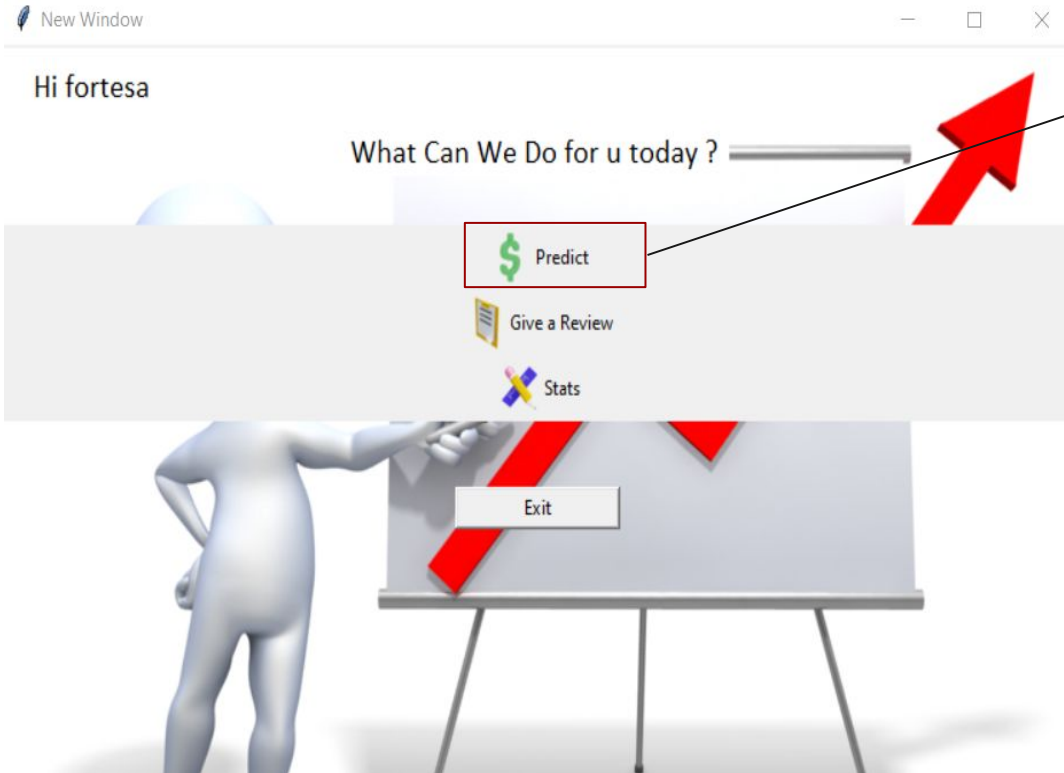 New Window
Hi fortesa
What Can We Do for u today ?
Predict
Give a Review
Stats
Exit